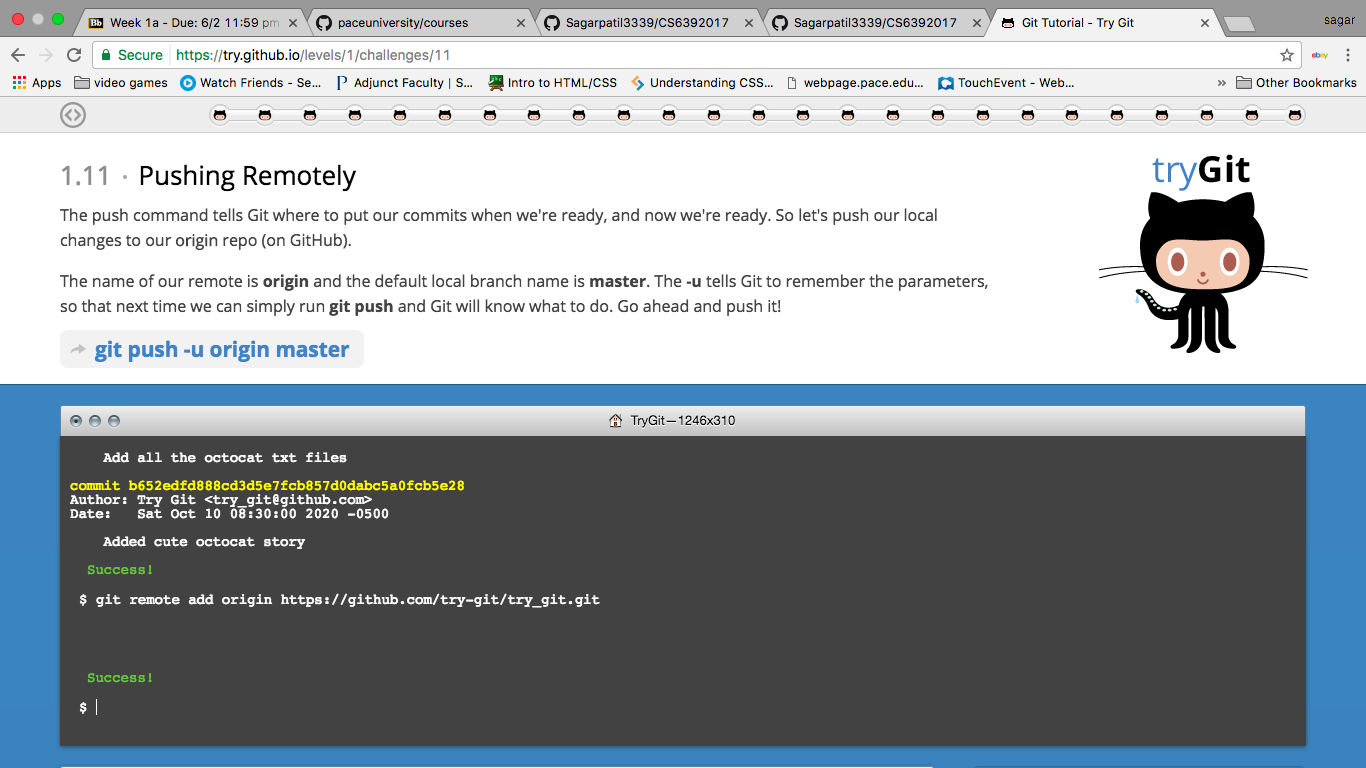 Week 1a - Due: 6/2 11:59 pm
paceuniversity/courses
Sagarpatil3339/CS6392017
Sagarpatil3339/CS6392017
Git Tutorial - Try Git
sagar
Secure https://try.github.io/levels/1/challenges/11
ebay
Apps video games Watch Friends - Se... Adjunct Faculty | S... Intro to HTML/CSS Understanding CSS... webpage.pace.edu... TouchEvent - Web... » Other Bookmarks
1.11 · Pushing Remotely
tryGit
The push command tells Git where to put our commits when we're ready, and now we're ready. So let's push our local
changes to our origin repo (on GitHub).
The name of our remote is origin and the default local branch name is master. The -u tells Git to remember the parameters,
so that next time we can simply run git push and Git will know what to do. Go ahead and push it!
git push -u origin master
TryGit—1246x310
Add all the octocat txt files
commit b652edfd888cd3d5e7fcb857d0dabc5a0fcb5e28
Author: Try Git <try_git@github.com>
Date: Sat Oct 10 08:30:00 2020 -0500
Added cute octocat story
Success!
$ git remote add origin https://github.com/try-git/try_git.git
Success!
$